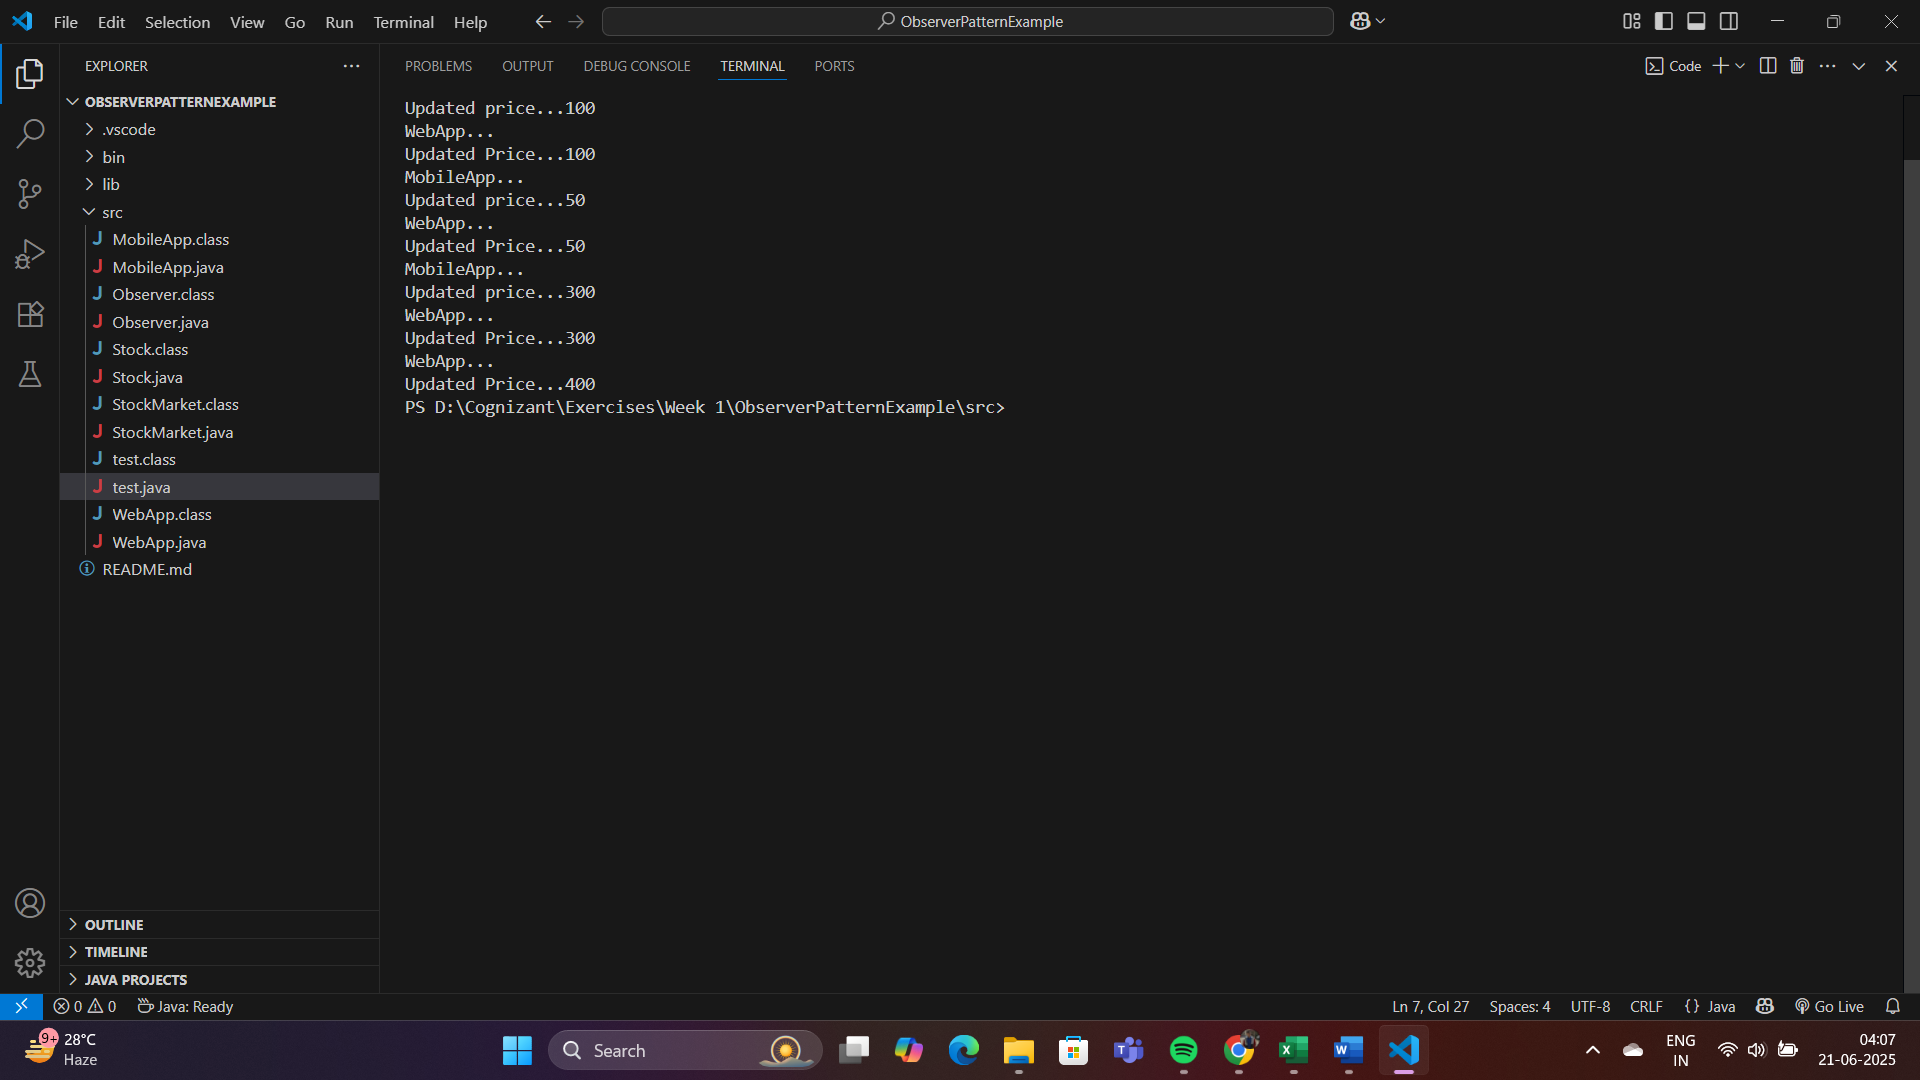 File Edit Selection View Go Run Terminal Help
ObserverPatternExample
EXPLORER
OBSERVERPATTERNEXAMPLE
.vscode
bin
lib
src
J MobileApp.class
J MobileApp.java
J Observer.class
J Observer.java
J Stock.class
J Stock.java
J StockMarket.class
J StockMarket.java
J test.class
J test.java
J WebApp.class
J WebApp.java
README.md
OUTLINE
TIMELINE
JAVA PROJECTS
PROBLEMS OUTPUT DEBUG CONSOLE TERMINAL PORTS
Code
Updated price...100
WebApp...
Updated Price...100
MobileApp...
Updated price...50
WebApp...
Updated Price...50
MobileApp...
Updated price...300
WebApp...
Updated Price...300
WebApp...
Updated Price...400
PS D:\Cognizant\Exercises\Week 1\ObserverPatternExample\src>
0 0 Java: Ready
Ln 7, Col 27 Spaces: 4 UTF-8 CRLF {} Java Go Live
9+
28°C
Haze
Search
ENG
IN
04:07
21-06-2025